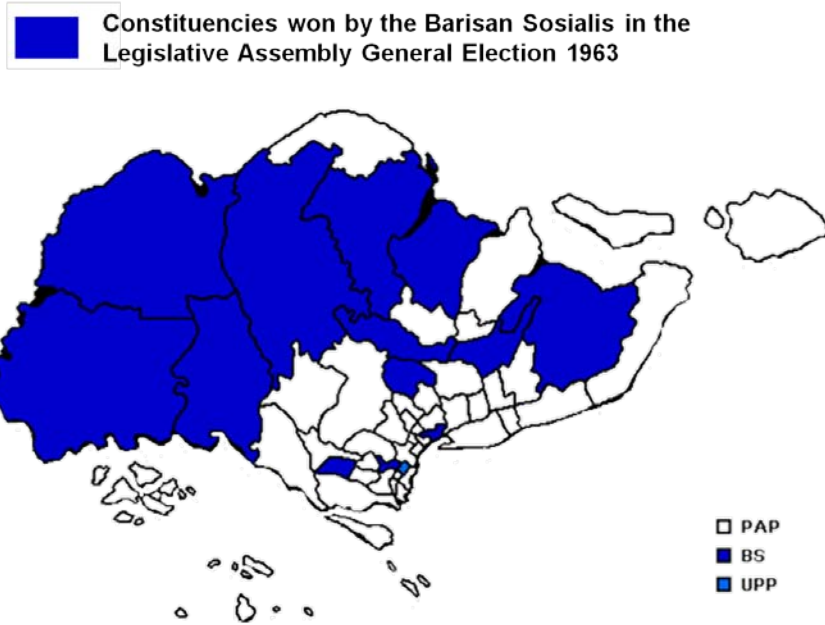 Constituencies won by the Barisan Sosialis in the
Legislative Assembly General Election 1963
PAP
BS
UPP